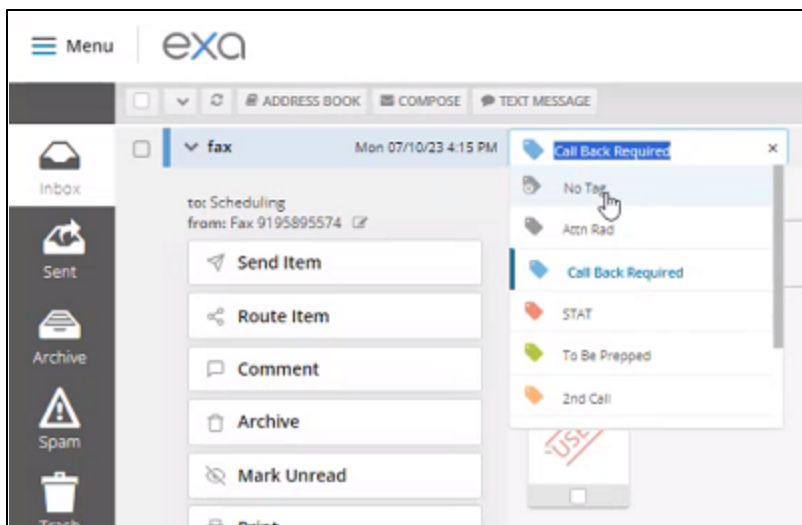 Menu
exa
ADDRESS BOOK
COMPOSE
TEXT MESSAGE
Inbox
Sent
Archive
Spam
Trash
fax
Mon 07/10/23 4:15 PM
to: Scheduling
from: Fax 9195895574
Send Item
Route Item
Comment
Archive
Mark Unread
Print
Call Back Required
No Tag
Attn Rad
Call Back Required
STAT
To Be Prepped
2nd Call